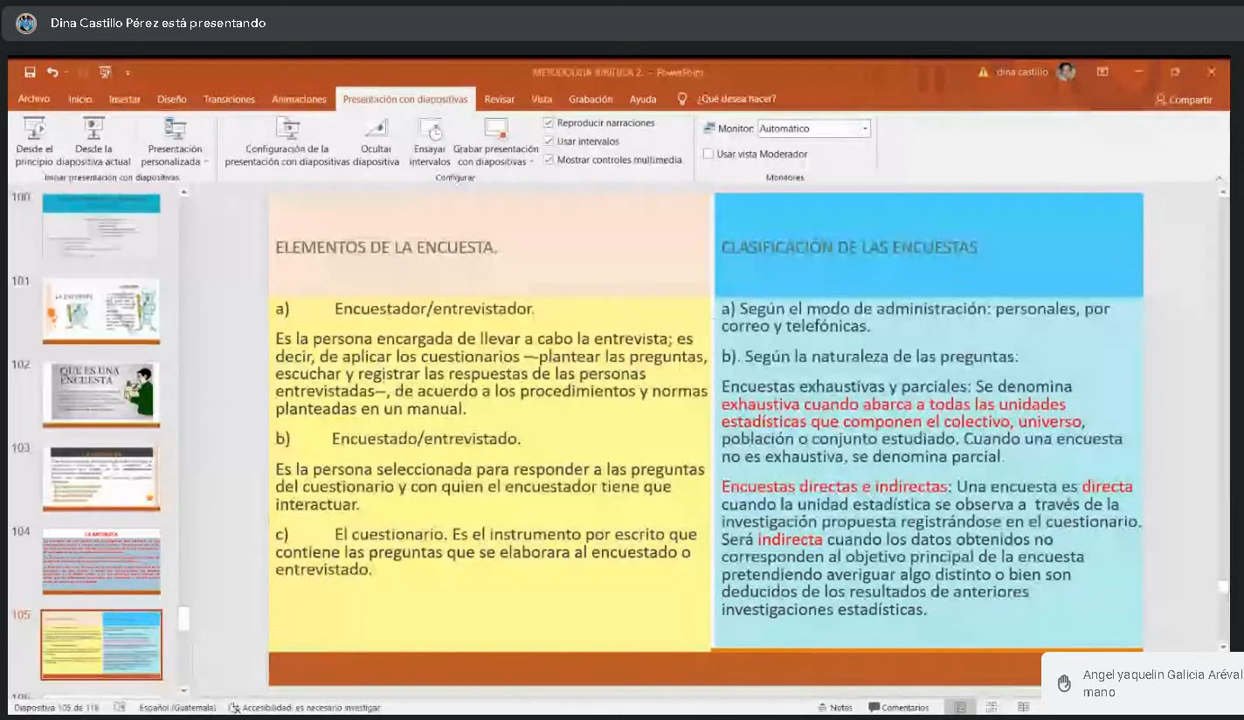 Dina Castillo Pérez está presentando
METODOLOGIA JURIDICA 2. - PowerPoint
dina castillo
Archivo Inicio Insertar Diseño Transiciones Animaciones Presentación con diapositivas Revisar Vista Grabación Ayuda ¿Qué desea hacer? Compartir
Desde el principio
Desde la diapositiva actual
Presentación personalizada
Configuración de la presentación con diapositivas
Ocultar diapositiva
Ensayar intervalos
Grabar presentación con diapositivas
Reproducir narraciones
Usar intervalos
Mostrar controles multimedia
Monitor: Automático
Usar vista Moderador
Iniciar presentación con diapositivas
Configurar
Monitores
100
101
102
QUE ES UNA
ENCUESTA
103
104
105
ELEMENTOS DE LA ENCUESTA.
a) Encuestador/entrevistador.
Es la persona encargada de llevar a cabo la entrevista; es
decir, de aplicar los cuestionarios —plantear las preguntas,
escuchar y registrar las respuestas de las personas
entrevistadas—, de acuerdo a los procedimientos y normas
planteadas en un manual.
b) Encuestado/entrevistado.
Es la persona seleccionada para responder a las preguntas
del cuestionario y con quien el encuestador tiene que
interactuar.
c) El cuestionario. Es el instrumento por escrito que
contiene las preguntas que se elaborara al encuestado o
entrevistado.
CLASIFICACIÓN DE LAS ENCUESTAS
a) Según el modo de administración: personales, por
correo y telefónicas.
b). Según la naturaleza de las preguntas:
Encuestas exhaustivas y parciales: Se denomina
exhaustiva cuando abarca a todas las unidades
estadísticas que componen el colectivo, universo,
población o conjunto estudiado. Cuando una encuesta
no es exhaustiva, se denomina parcial.
Encuestas directas e indirectas: Una encuesta es directa
cuando la unidad estadística se observa a través de la
investigación propuesta registrándose en el cuestionario.
Será indirecta cuando los datos obtenidos no
corresponden al objetivo principal de la encuesta
pretendiendo averiguar algo distinto o bien son
deducidos de los resultados de anteriores
investigaciones estadísticas.
Angel yaquelin Galicia Aréval
mano
Diapositiva 105 de 116 Español (Guatemala) Accesibilidad: es necesario investigar Notas Comentarios